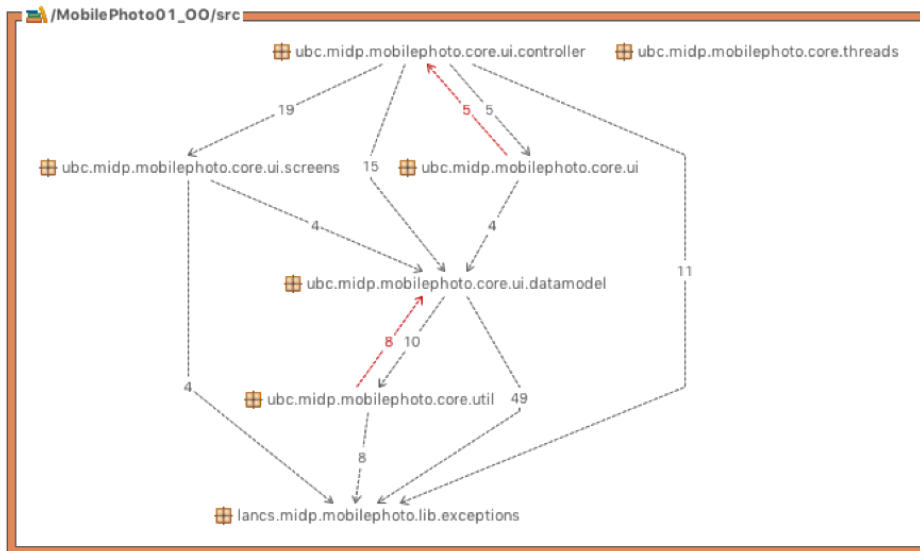 /MobilePhoto01_OO/src
ubc.midp.mobilephoto.core.ui.controller
ubc.midp.mobilephoto.core.threads
19
5
5
ubc.midp.mobilephoto.core.ui.screens
15
ubc.midp.mobilephoto.core.ui
4
4
11
ubc.midp.mobilephoto.core.ui.datamodel
8
10
4
ubc.midp.mobilephoto.core.util
49
8
lancs.midp.mobilephoto.lib.exceptions